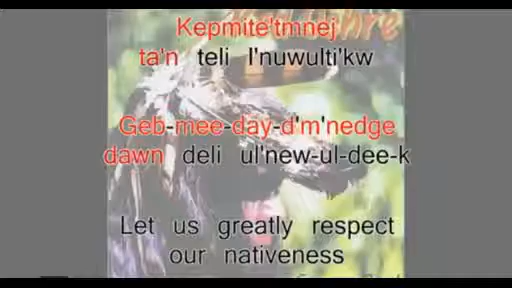 Kepmite'tmnej
ta'n teli l'nuwulti'kw
Geb-mee-day-d'm'nedge
dawn deli ul'new-ul-dee-k
Let us greatly respect
our nativeness